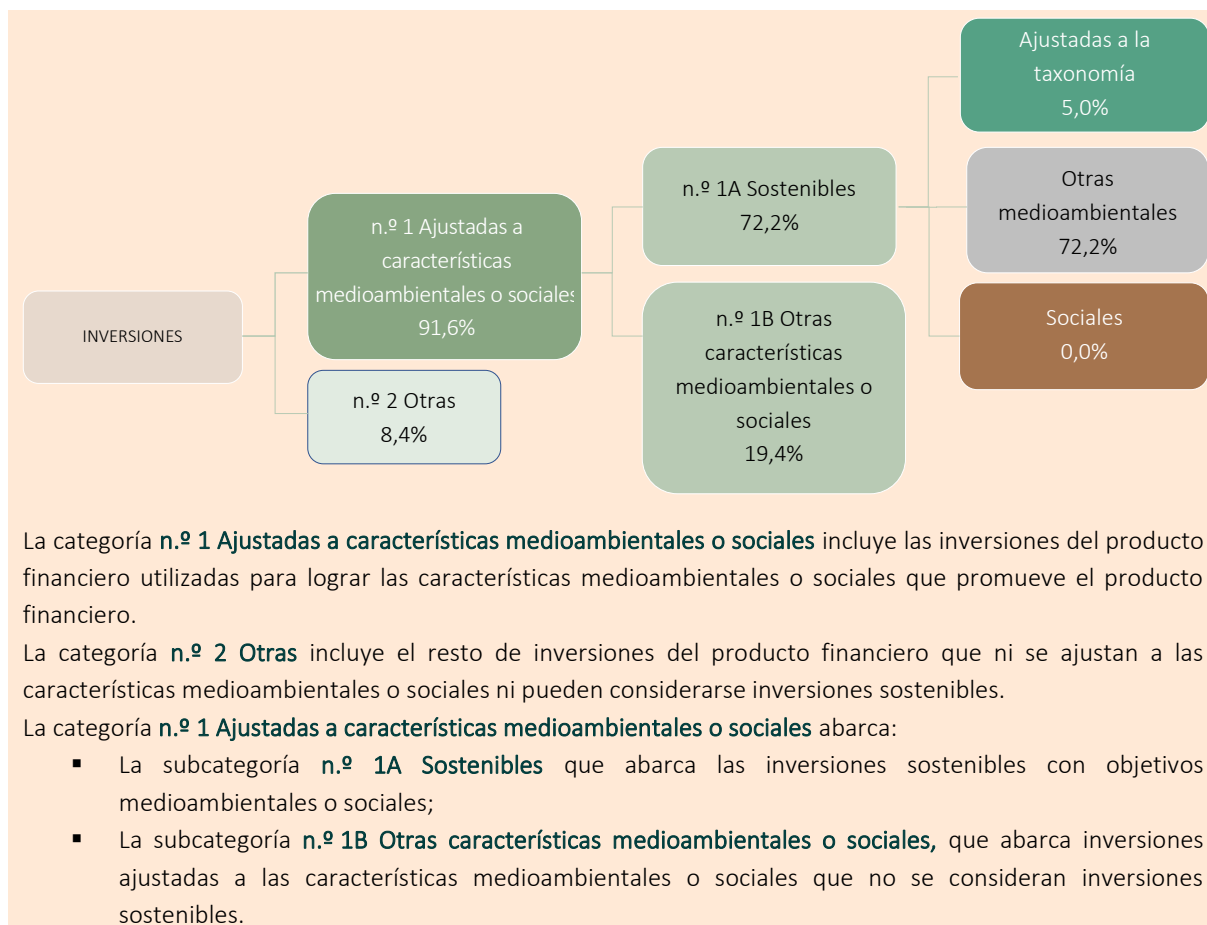 INVERSIONES
n.º 1 Ajustadas a
características
medioambientales o sociales
91,6%
n.º 2 Otras
8,4%
n.º 1A Sostenibles
72,2%
n.º 1B Otras
características
medioambientales o
sociales
19,4%
Ajustadas a la
taxonomía
5,0%
Otras
medioambientales
72,2%
Sociales
0,0%
La categoría n.º 1 Ajustadas a características medioambientales o sociales incluye las inversiones del producto
financiero utilizadas para lograr las características medioambientales o sociales que promueve el producto
financiero.
La categoría n.º 2 Otras incluye el resto de inversiones del producto financiero que ni se ajustan a las
características medioambientales o sociales ni pueden considerarse inversiones sostenibles.
La categoría n.º 1 Ajustadas a características medioambientales o sociales abarca:
▪ La subcategoría n.º 1A Sostenibles que abarca las inversiones sostenibles con objetivos
medioambientales o sociales;
▪ La subcategoría n.º 1B Otras características medioambientales o sociales, que abarca inversiones
ajustadas a las características medioambientales o sociales que no se consideran inversiones
sostenibles.